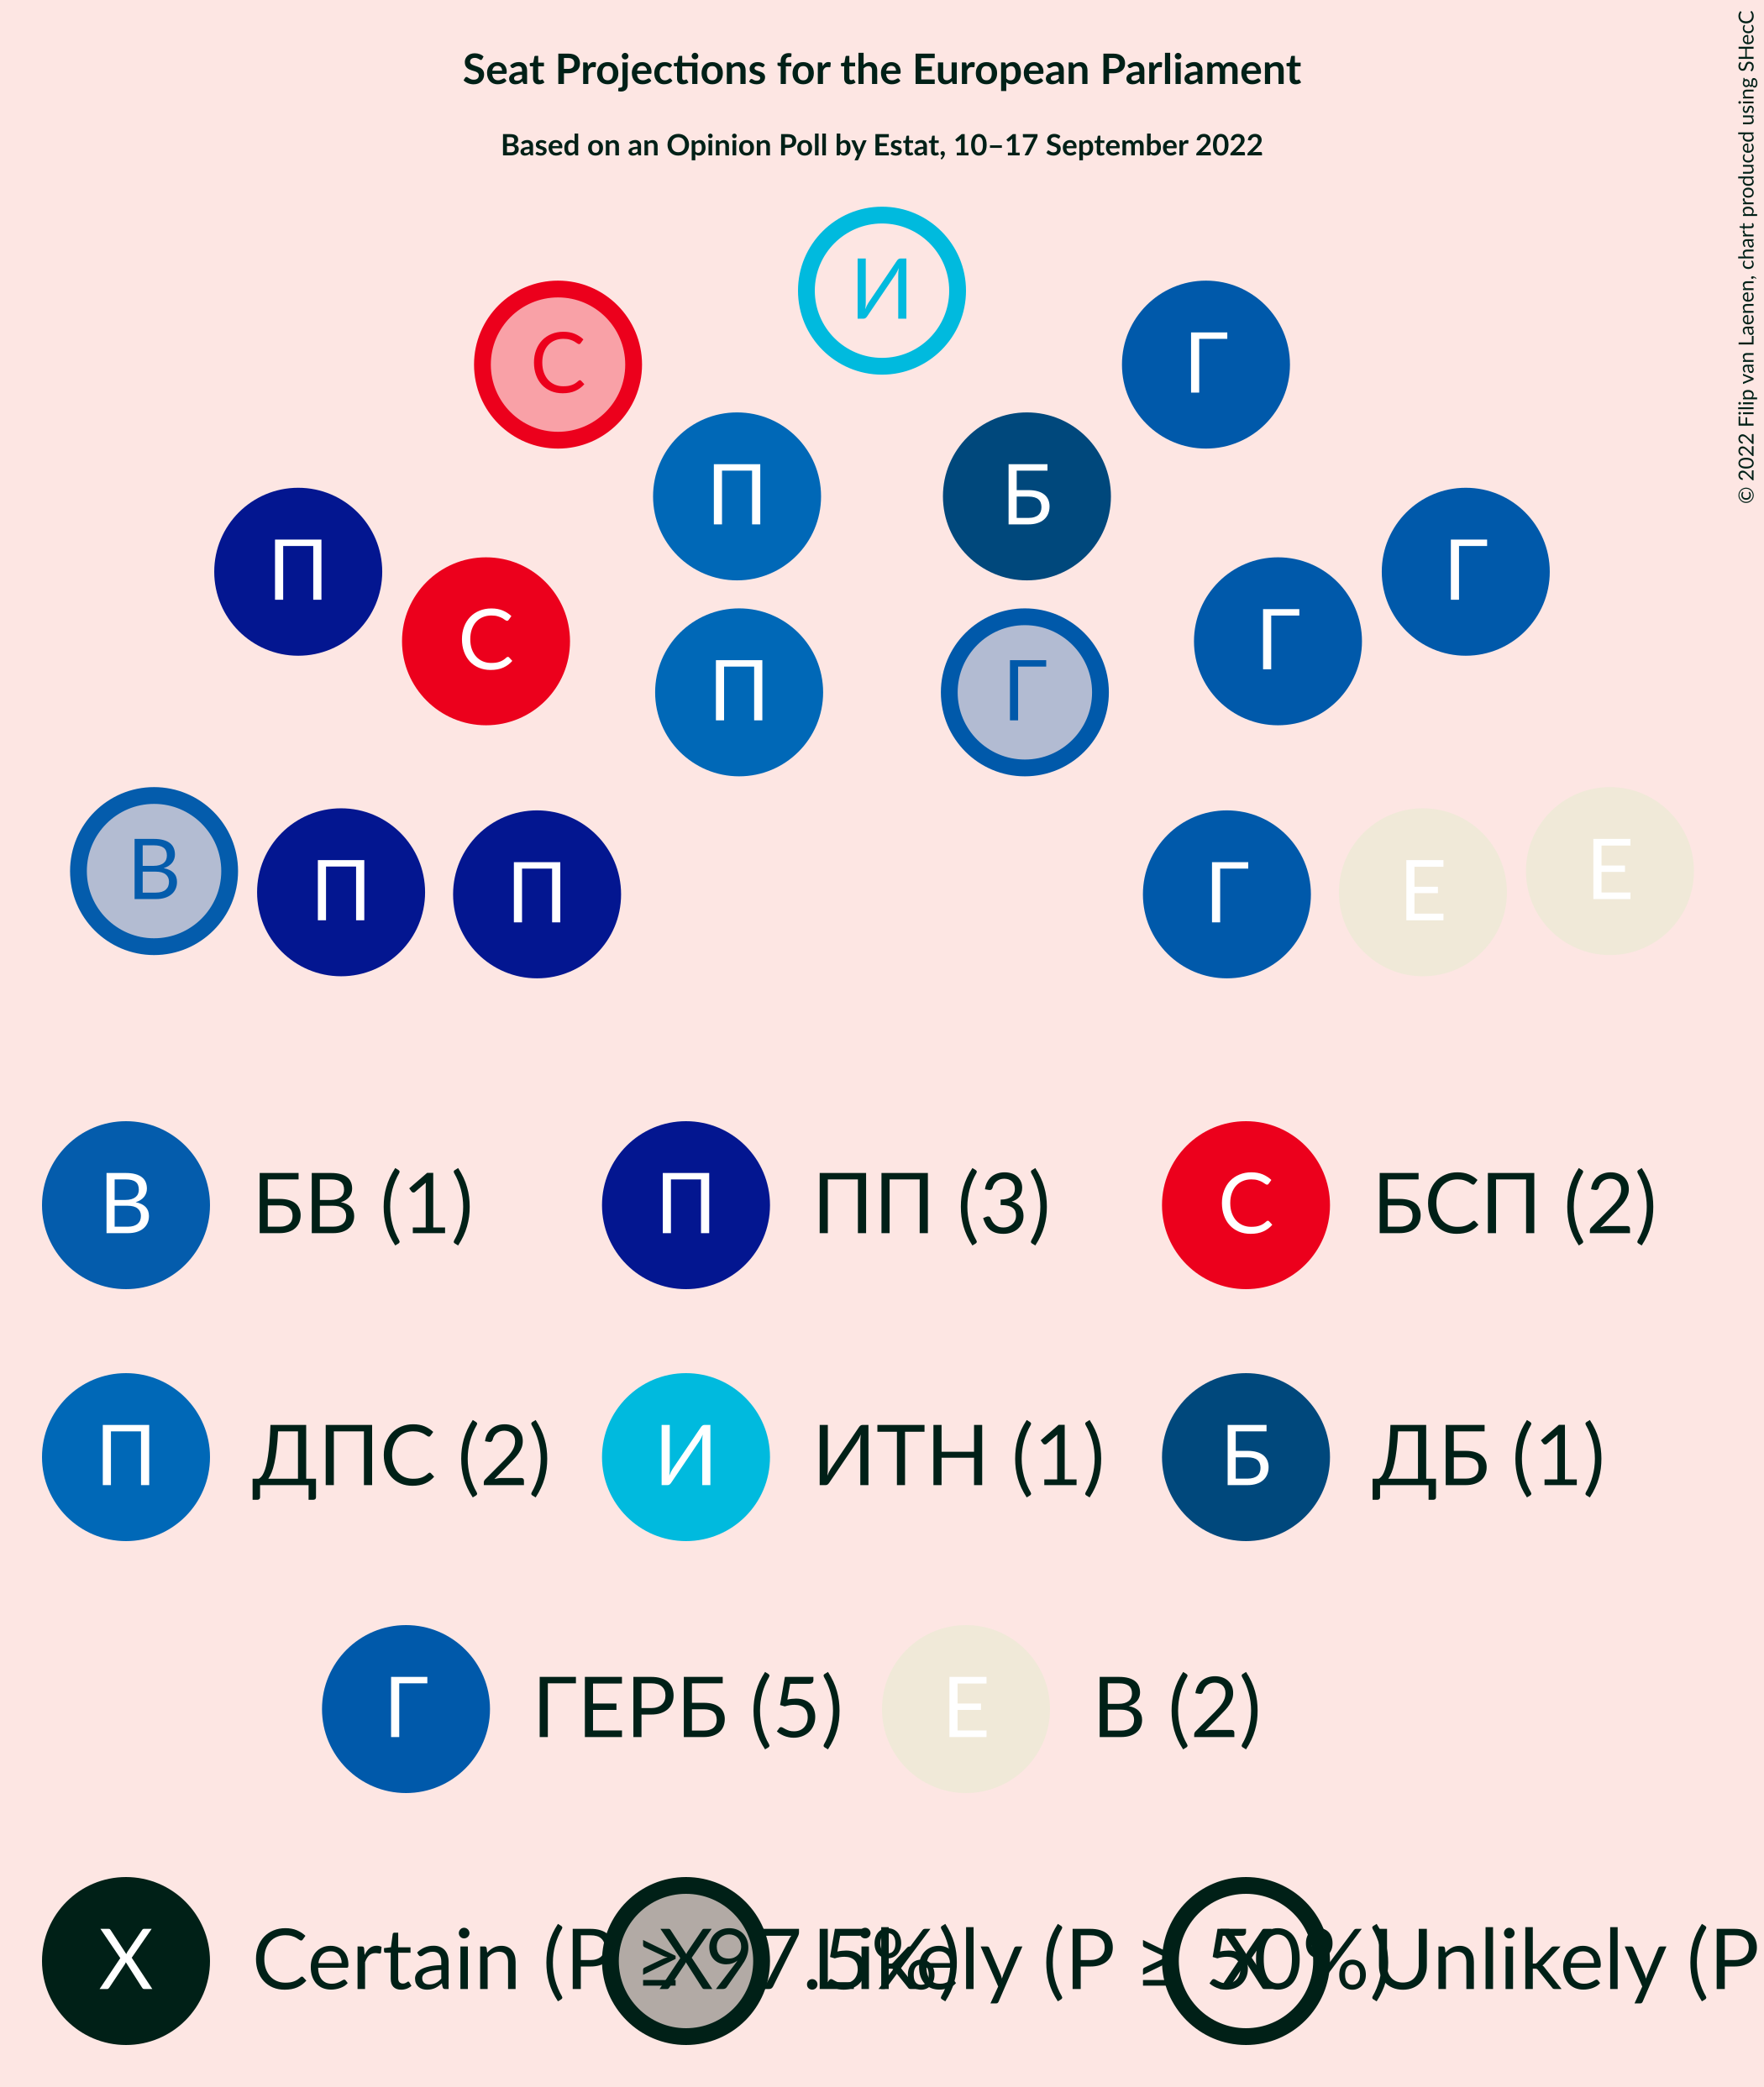 Seat Projections for the European Parliament
Based on an Opinion Poll by Estat, 10–17 September 2022
© 2022 Filip van Laenen, chart produced using SHecC
И
С
Г
П
Б
П
Г
С
Г
П
Г
В
П
П
Г
Е
Е
В БВ (1)
П ПП (3)
С БСП (2)
П ДПС (2)
И ИТН (1)
Б ДБ (1)
Г ГЕРБ (5)
Е В (2)
X Certain (P ≥ 97.5%)
X Likely (P ≥ 50%)
X Unlikely (P